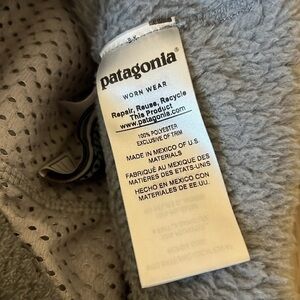 patagonia®
WORN WEAR
Repair, Reuse, Recycle
This Product
www.patagonia.com
100% POLYESTER
EXCLUSIVE OF TRIM
MADE IN MEXICO OF U.S.
MATERIALS
FABRIQUÉ AU MEXIQUE DES
MATIÈRES DES ETATS-UNIS
HECHO EN MEXICO CON
MATERIALES DE EE.UU.